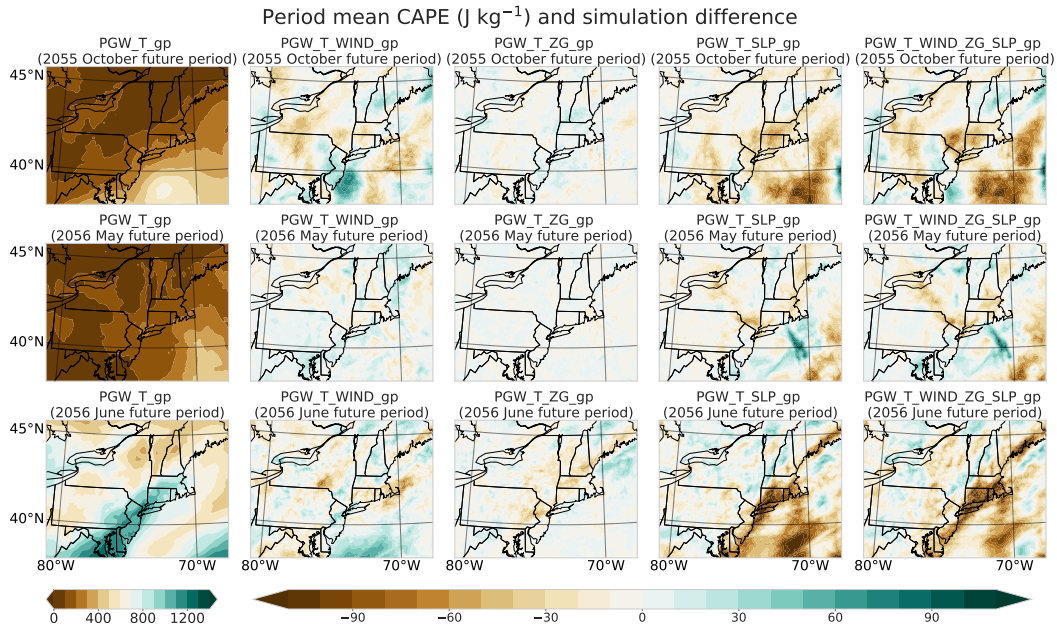 Period mean CAPE (J kg⁻¹) and simulation difference
PGW_T_gp
(2055 October future period)
PGW_T_WIND_gp
(2055 October future period)
PGW_T_ZG_gp
(2055 October future period)
PGW_T_SLP_gp
(2055 October future period)
PGW_T_WIND_ZG_SLP_gp
(2055 October future period)
45°N
40°N
PGW_T_gp
(2056 May future period)
PGW_T_WIND_gp
(2056 May future period)
PGW_T_ZG_gp
(2056 May future period)
PGW_T_SLP_gp
(2056 May future period)
PGW_T_WIND_ZG_SLP_gp
(2056 May future period)
45°N
40°N
PGW_T_gp
(2056 June future period)
PGW_T_WIND_gp
(2056 June future period)
PGW_T_ZG_gp
(2056 June future period)
PGW_T_SLP_gp
(2056 June future period)
PGW_T_WIND_ZG_SLP_gp
(2056 June future period)
45°N
40°N
80°W 70°W 80°W 70°W 80°W 70°W 80°W 70°W 80°W 70°W
0 400 800 1200
−90 −60 −30 0 30 60 90